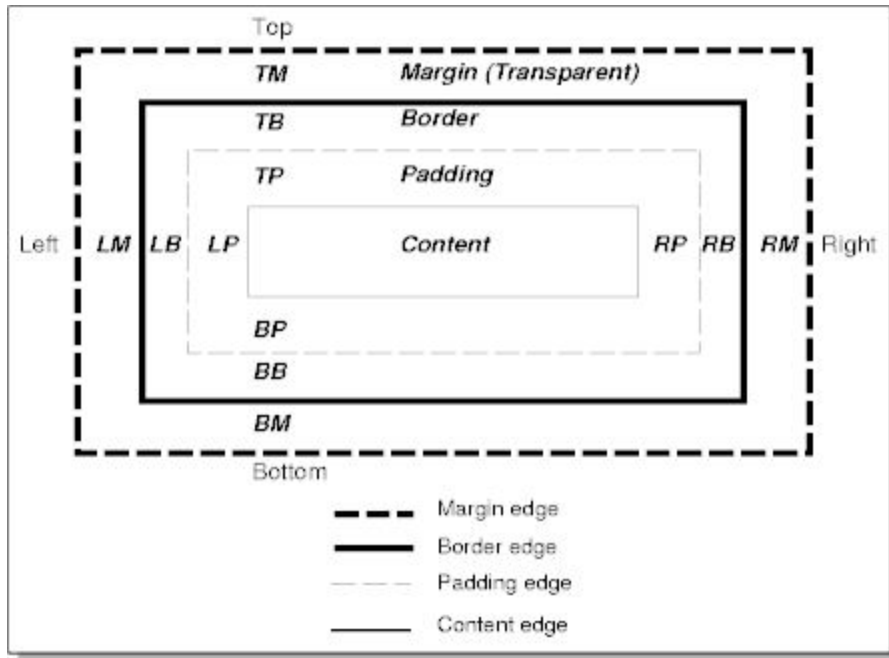 Top
TM Margin (Transparent)
TB Border
TP Padding
Left LM LB LP Content RP RB RM Right
BP
BB
BM
Bottom
Margin edge
Border edge
Padding edge
Content edge